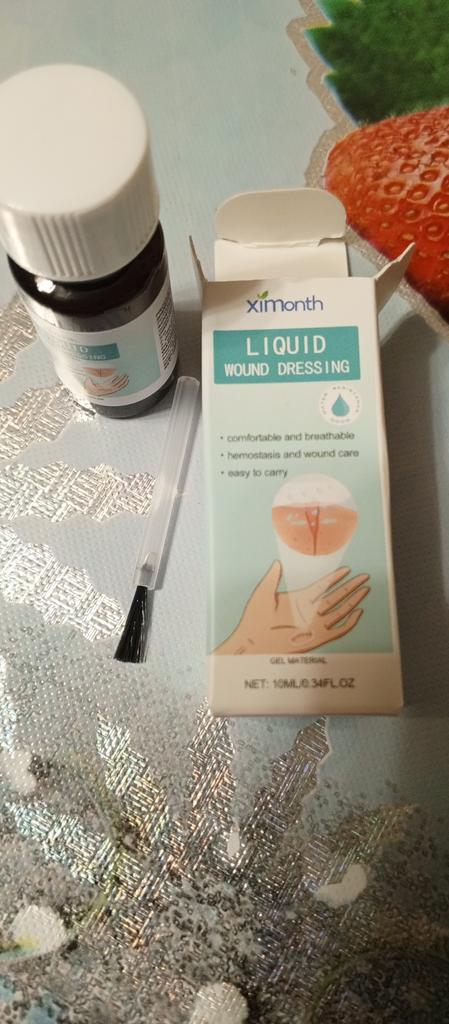 LIQUID
DRESSING
ximonth
LIQUID
WOUND DRESSING
• comfortable and breathable
• hemostasis and wound care
• easy to carry
GEL MATERIAL
NET: 10ML/0.34FL.OZ